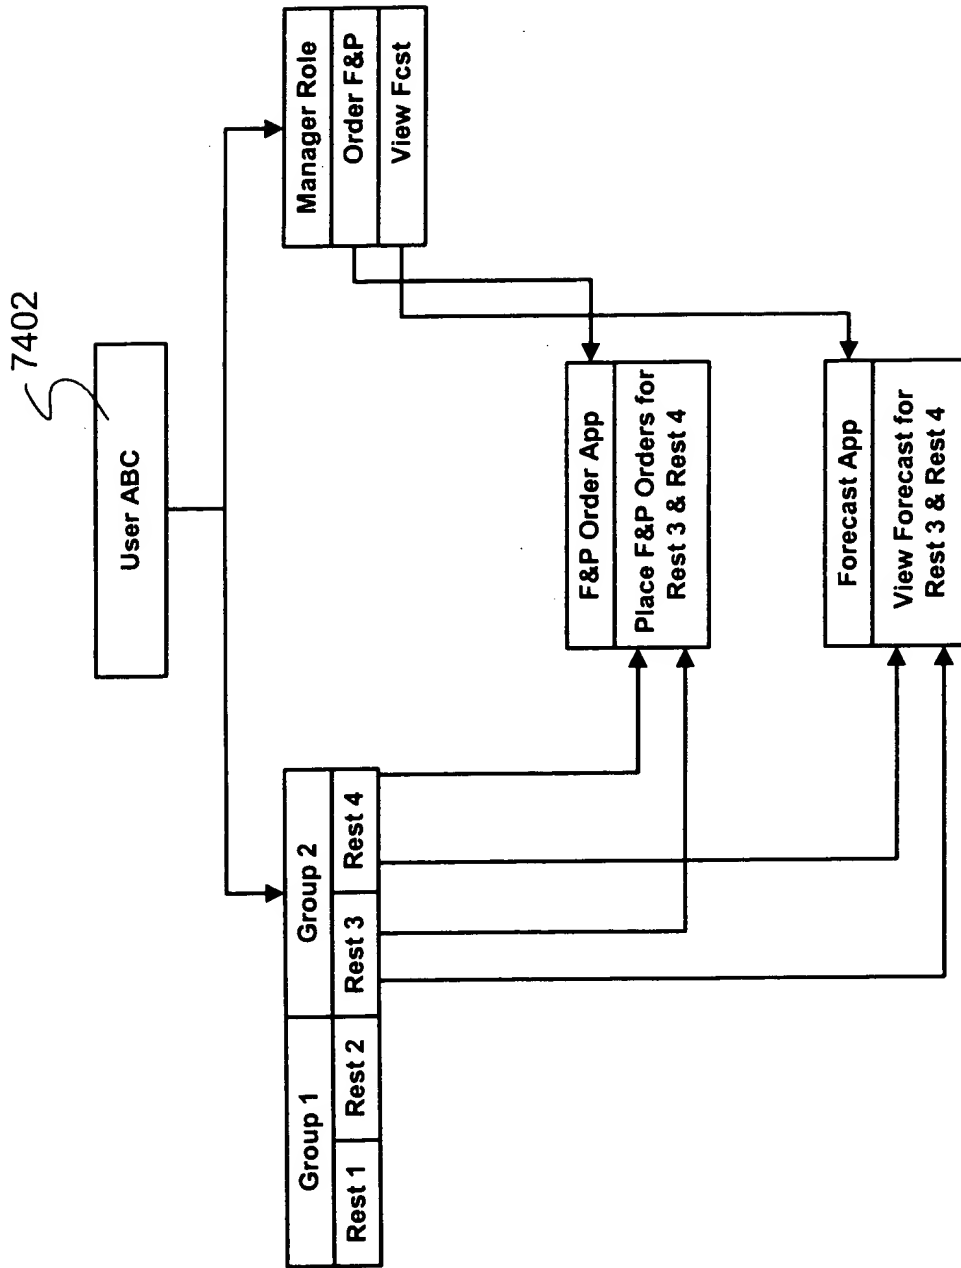 7402
User ABC
Group 1
Group 2
Rest 1
Rest 2
Rest 3
Rest 4
Manager Role
Order F&P
View Fcst
F&P Order App
Place F&P Orders for
Rest 3 & Rest 4
Forecast App
View Forecast for
Rest 3 & Rest 4